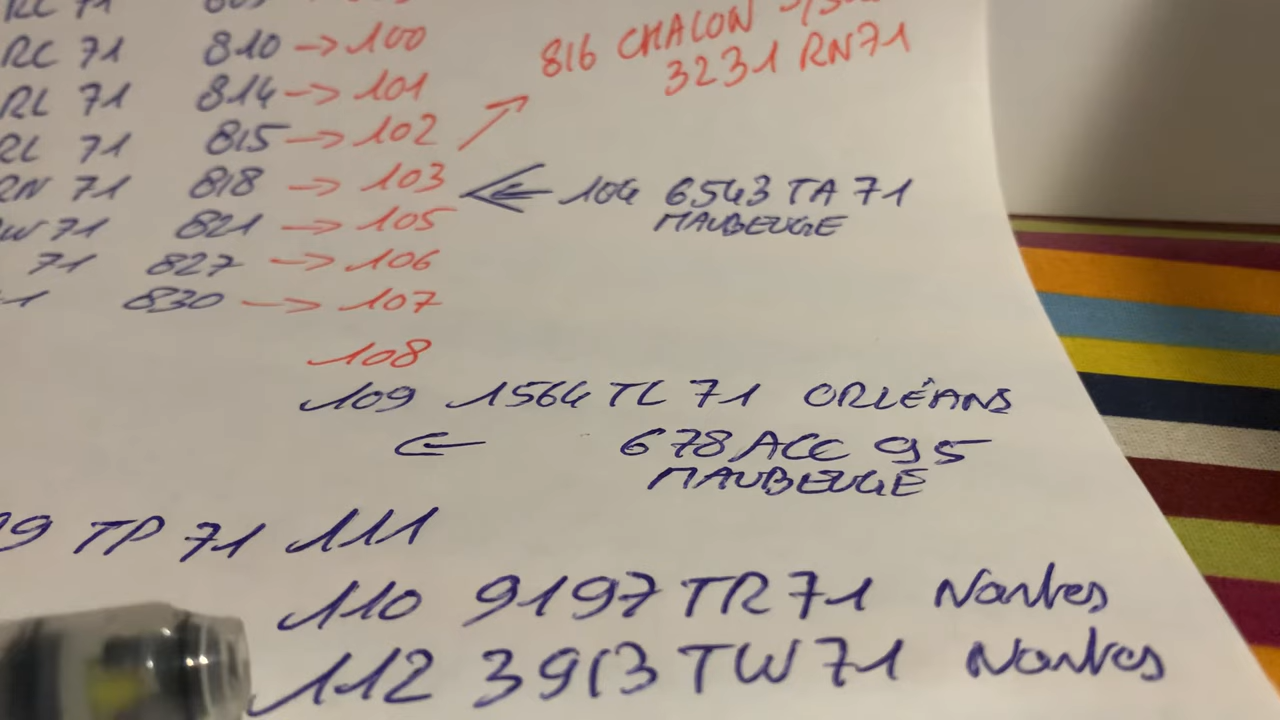 RC 71 810 → 100
816 CHALON
3231 RN71
RL 71 814 → 101
RL 71 815 → 102
RN 71 818 → 103
104 6543 TA 71
MAUBEUGE
W 71 821 → 105
71 827 → 106
830 → 107
108
109 1564 TL 71 ORLÉANS
← 678 ACC 95
MAUBEUGE
9 TP 71 111
110 9197 TR 71 Nantes
112 3913 TW 71 Nantes